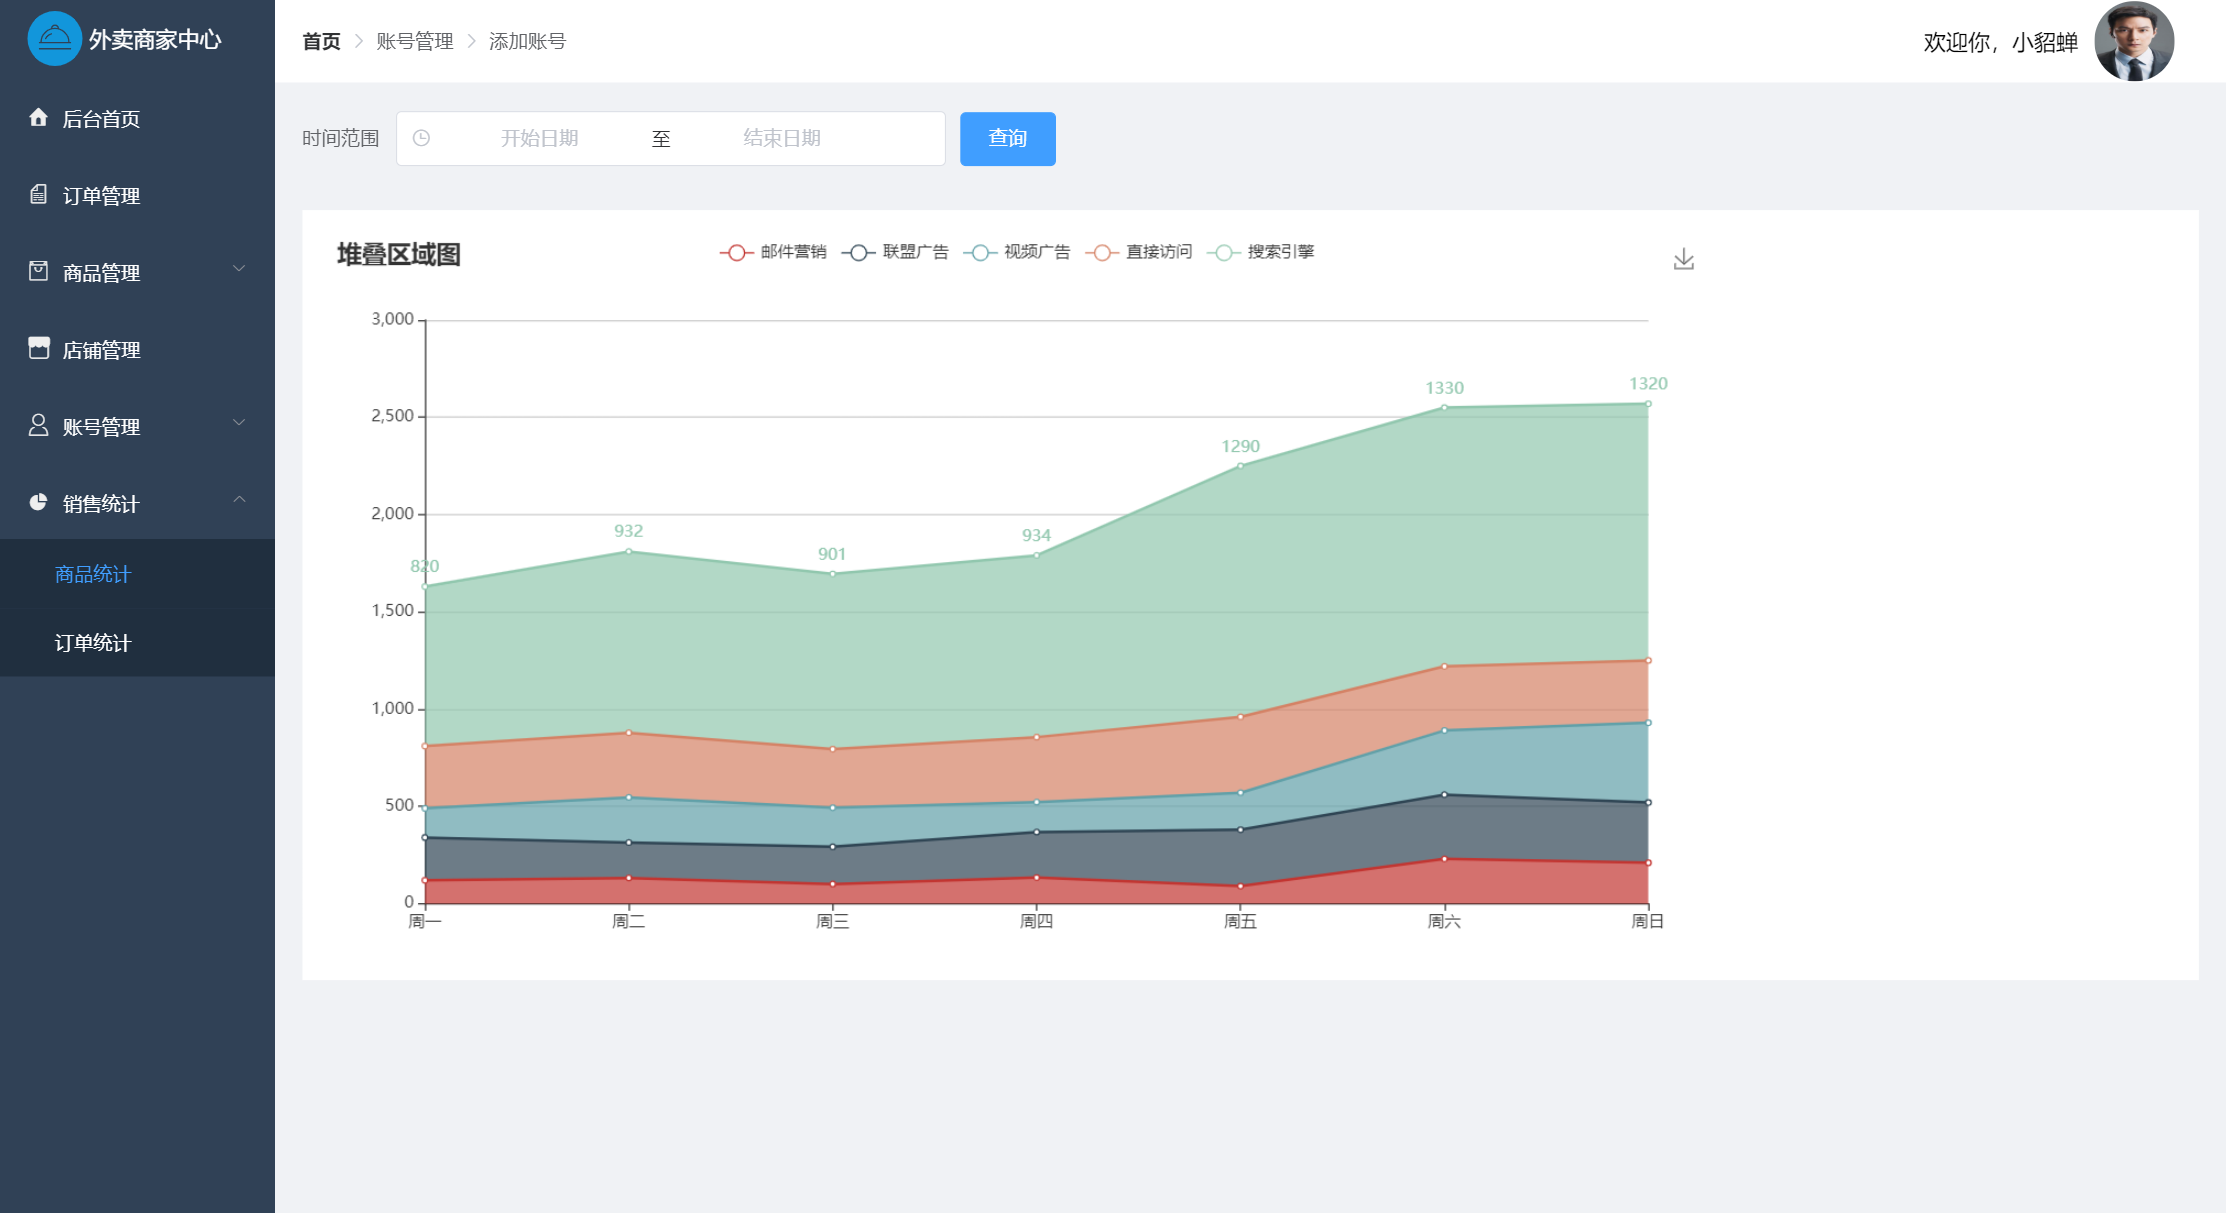 外卖商家中心
后台首页
订单管理
商品管理
店铺管理
账号管理
销售统计
商品统计
订单统计
首页 账号管理 添加账号
欢迎你，小貂蝉
时间范围 开始日期 至 结束日期 查询
堆叠区域图
邮件营销 联盟广告 视频广告 直接访问 搜索引擎
3,000
2,500
2,000
1,500
1,000
500
0
820 932 901 934 1290 1330 1320
周一 周二 周三 周四 周五 周六 周日